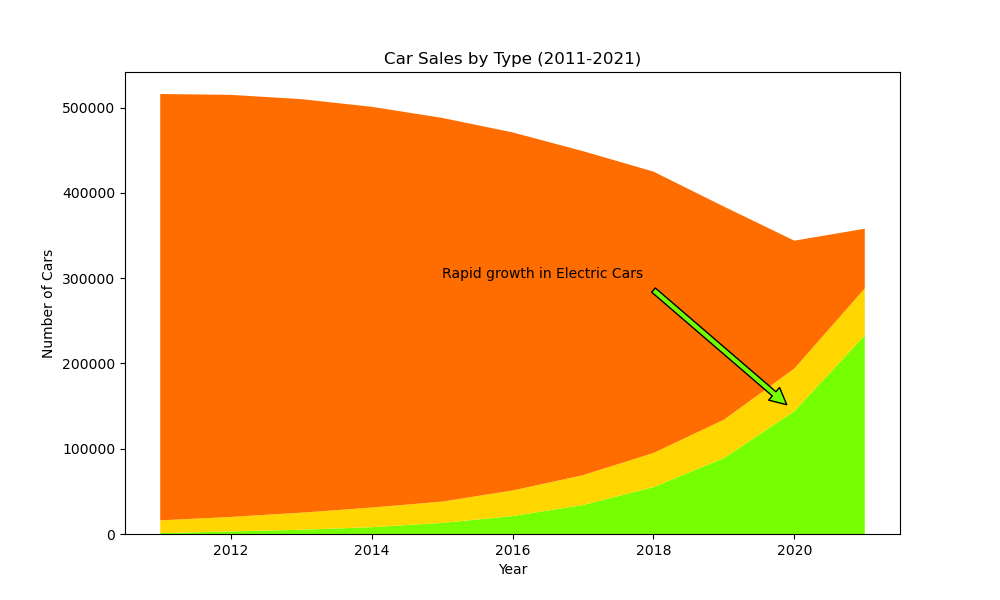 Car Sales by Type (2011-2021)
Number of Cars
500000
400000
300000
200000
100000
0
Rapid growth in Electric Cars
2012
2014
2016
2018
2020
Year